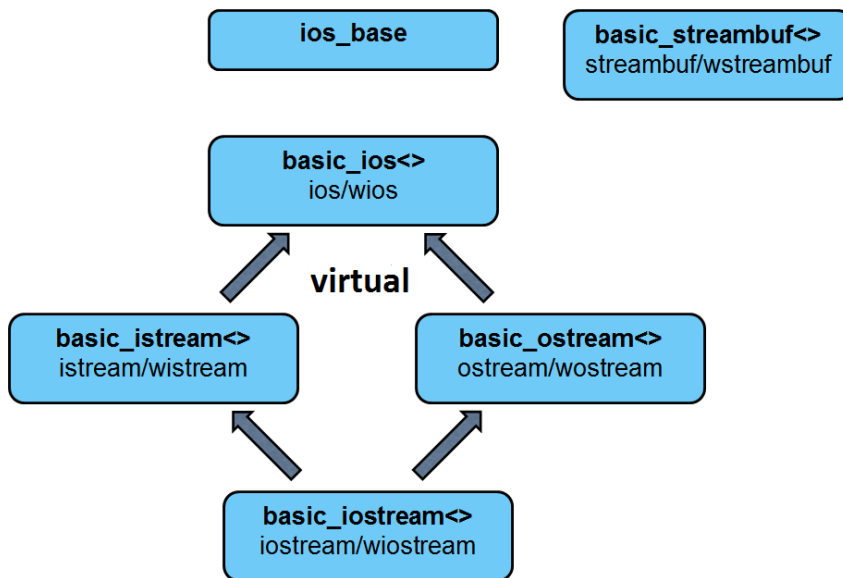 ios_base
basic_streambuf<>
streambuf/wstreambuf
basic_ios<>
ios/wios
virtual
basic_istream<>
istream/wistream
basic_ostream<>
ostream/wostream
basic_iostream<>
iostream/wiostream